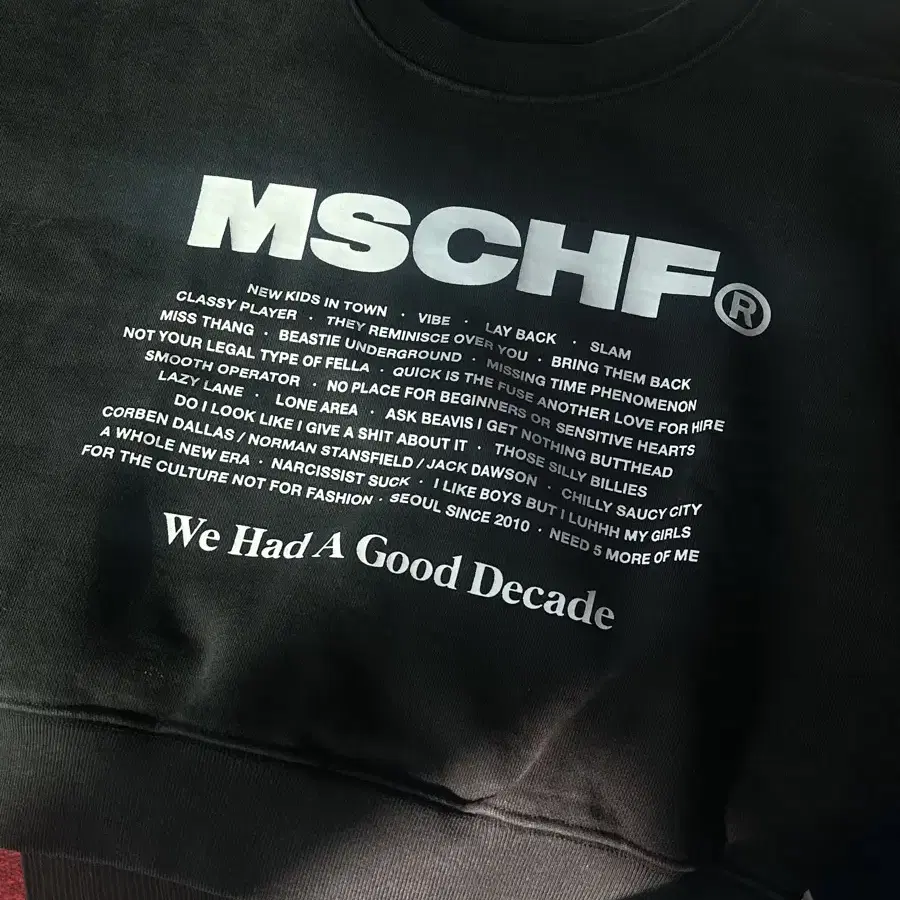 MSCHF®
NEW KIDS IN TOWN · VIBE · LAY BACK · SLAM
CLASSY PLAYER · THEY REMINISCE OVER YOU · BRING THEM BACK
MISS THANG · BEASTIE UNDERGROUND · MISSING TIME PHENOMENON
NOT YOUR LEGAL TYPE OF FELLA · QUICK IS THE FUSE ANOTHER LOVE FOR HIRE
SMOOTH OPERATOR · NO PLACE FOR BEGINNERS OR SENSITIVE HEARTS
LAZY LANE · LONE AREA · ASK BEAVIS I GET NOTHING BUTTHEAD
DO I LOOK LIKE I GIVE A SHIT ABOUT IT · THOSE SILLY BILLIES
CORBEN DALLAS / NORMAN STANSFIELD / JACK DAWSON · CHILLY SAUCY CITY
A WHOLE NEW ERA · NARCISSIST SUCK · I LIKE BOYS BUT I LUHHH MY GIRLS
FOR THE CULTURE NOT FOR FASHION · SEOUL SINCE 2010 · NEED 5 MORE OF ME
We Had A Good Decade